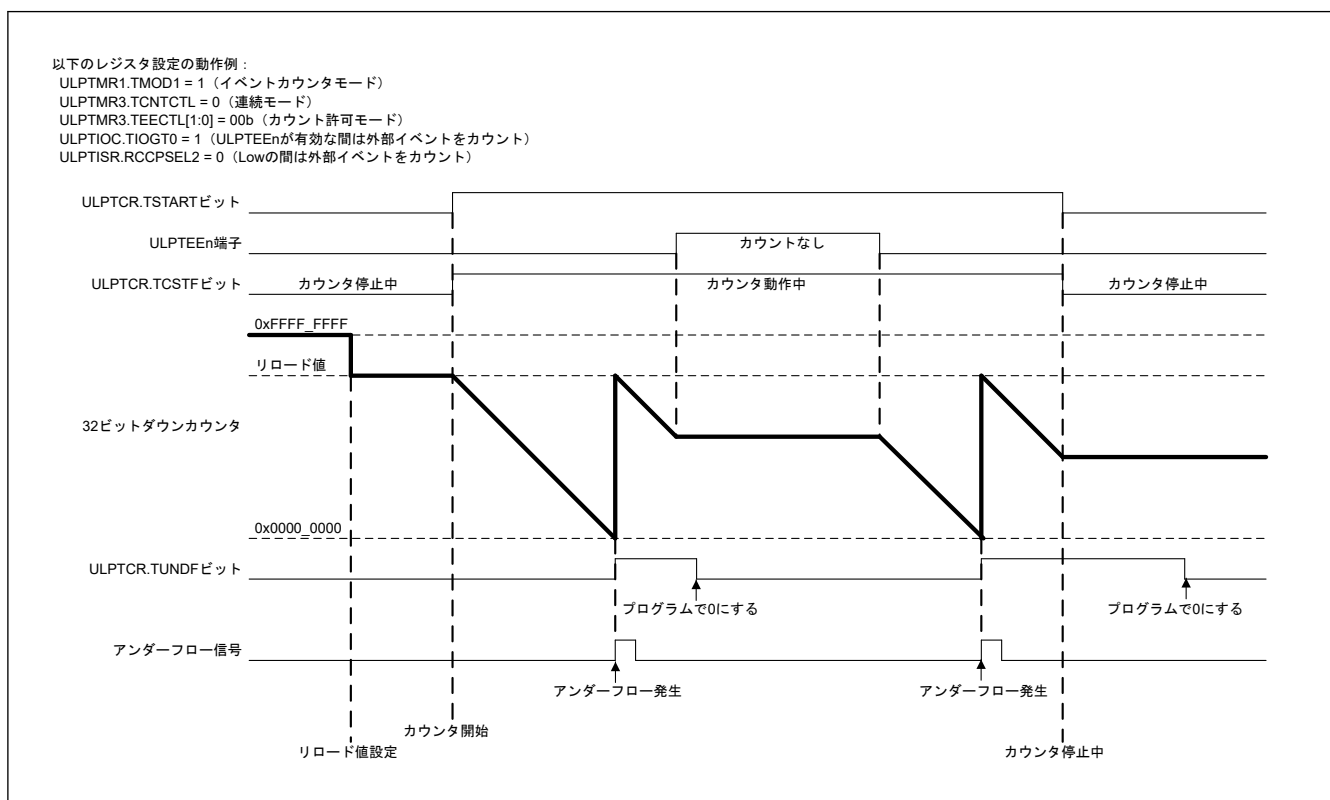 以下のレジスタ設定の動作例：
ULPTMR1.TMOD1 = 1（イベントカウンタモード）
ULPTMR3.TCNTCTL = 0（連続モード）
ULPTMR3.TEECTL[1:0] = 00b（カウント許可モード）
ULPTIOC.TIOGT0 = 1（ULPTEEnが有効な間は外部イベントをカウント）
ULPTISR.RCCPSEL2 = 0（Lowの間は外部イベントをカウント）
ULPTCR.TSTARTビット
ULPTEEn端子
カウントなし
ULPTCR.TCSTFビット
カウンタ停止中
カウンタ動作中
カウンタ停止中
0xFFFF_FFFF
リロード値
32ビットダウンカウンタ
0x0000_0000
ULPTCR.TUNDFビット
プログラムで0にする
プログラムで0にする
アンダーフロー信号
アンダーフロー発生
アンダーフロー発生
カウンタ開始
リロード値設定
カウンタ停止中